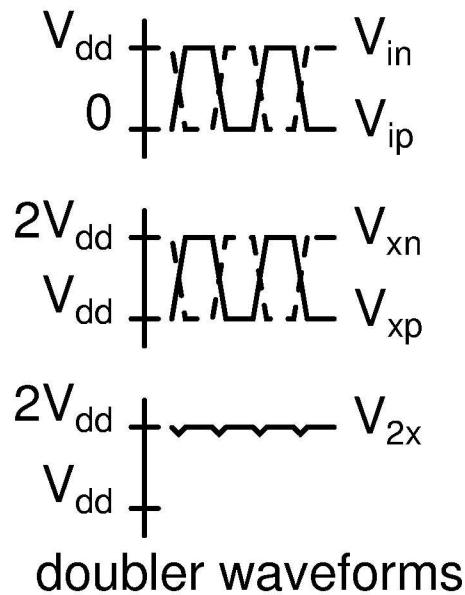 Vdd Vin
0 Vip
2Vdd Vxn
Vdd Vxp
2Vdd V2x
Vdd
doubler waveforms